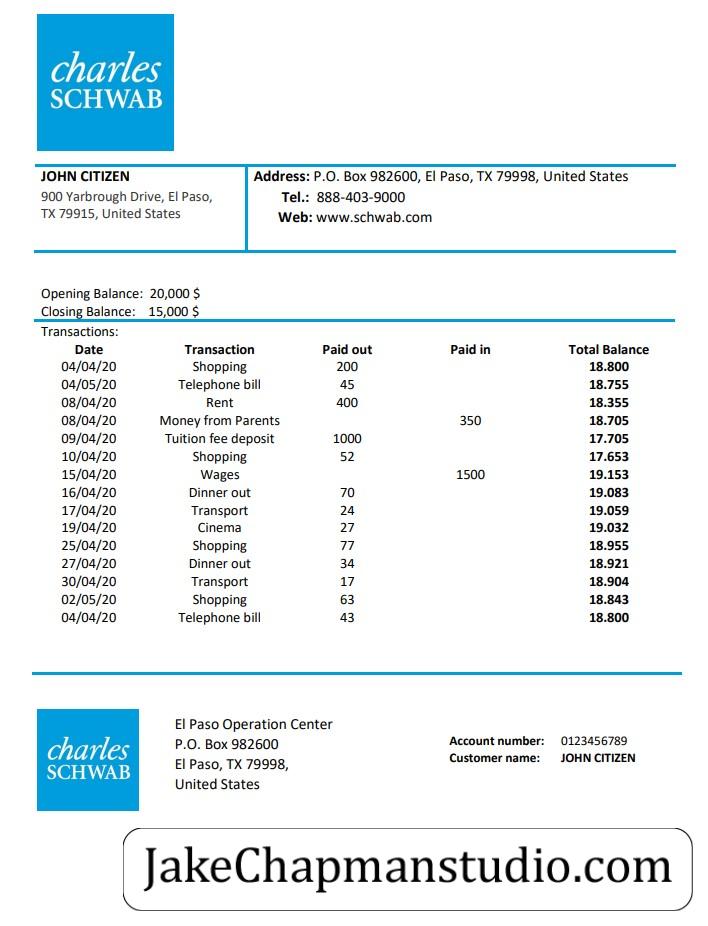 charles
SCHWAB
JOHN CITIZEN
900 Yarbrough Drive, El Paso,
TX 79915, United States
Address: P.O. Box 982600, El Paso, TX 79998, United States
Tel.: 888-403-9000
Web: www.schwab.com
Opening Balance: 20,000 $
Closing Balance: 15,000 $
Transactions:
Date Transaction Paid out Paid in Total Balance
04/04/20 Shopping 200 18.800
04/05/20 Telephone bill 45 18.755
08/04/20 Rent 400 18.355
08/04/20 Money from Parents 350 18.705
09/04/20 Tuition fee deposit 1000 17.705
10/04/20 Shopping 52 17.653
15/04/20 Wages 1500 19.153
16/04/20 Dinner out 70 19.083
17/04/20 Transport 24 19.059
19/04/20 Cinema 27 19.032
25/04/20 Shopping 77 18.955
27/04/20 Dinner out 34 18.921
30/04/20 Transport 17 18.904
02/05/20 Shopping 63 18.843
04/04/20 Telephone bill 43 18.800
charles
SCHWAB
El Paso Operation Center
P.O. Box 982600
El Paso, TX 79998,
United States
Account number: 0123456789
Customer name: JOHN CITIZEN
JakeChapmanstudio.com